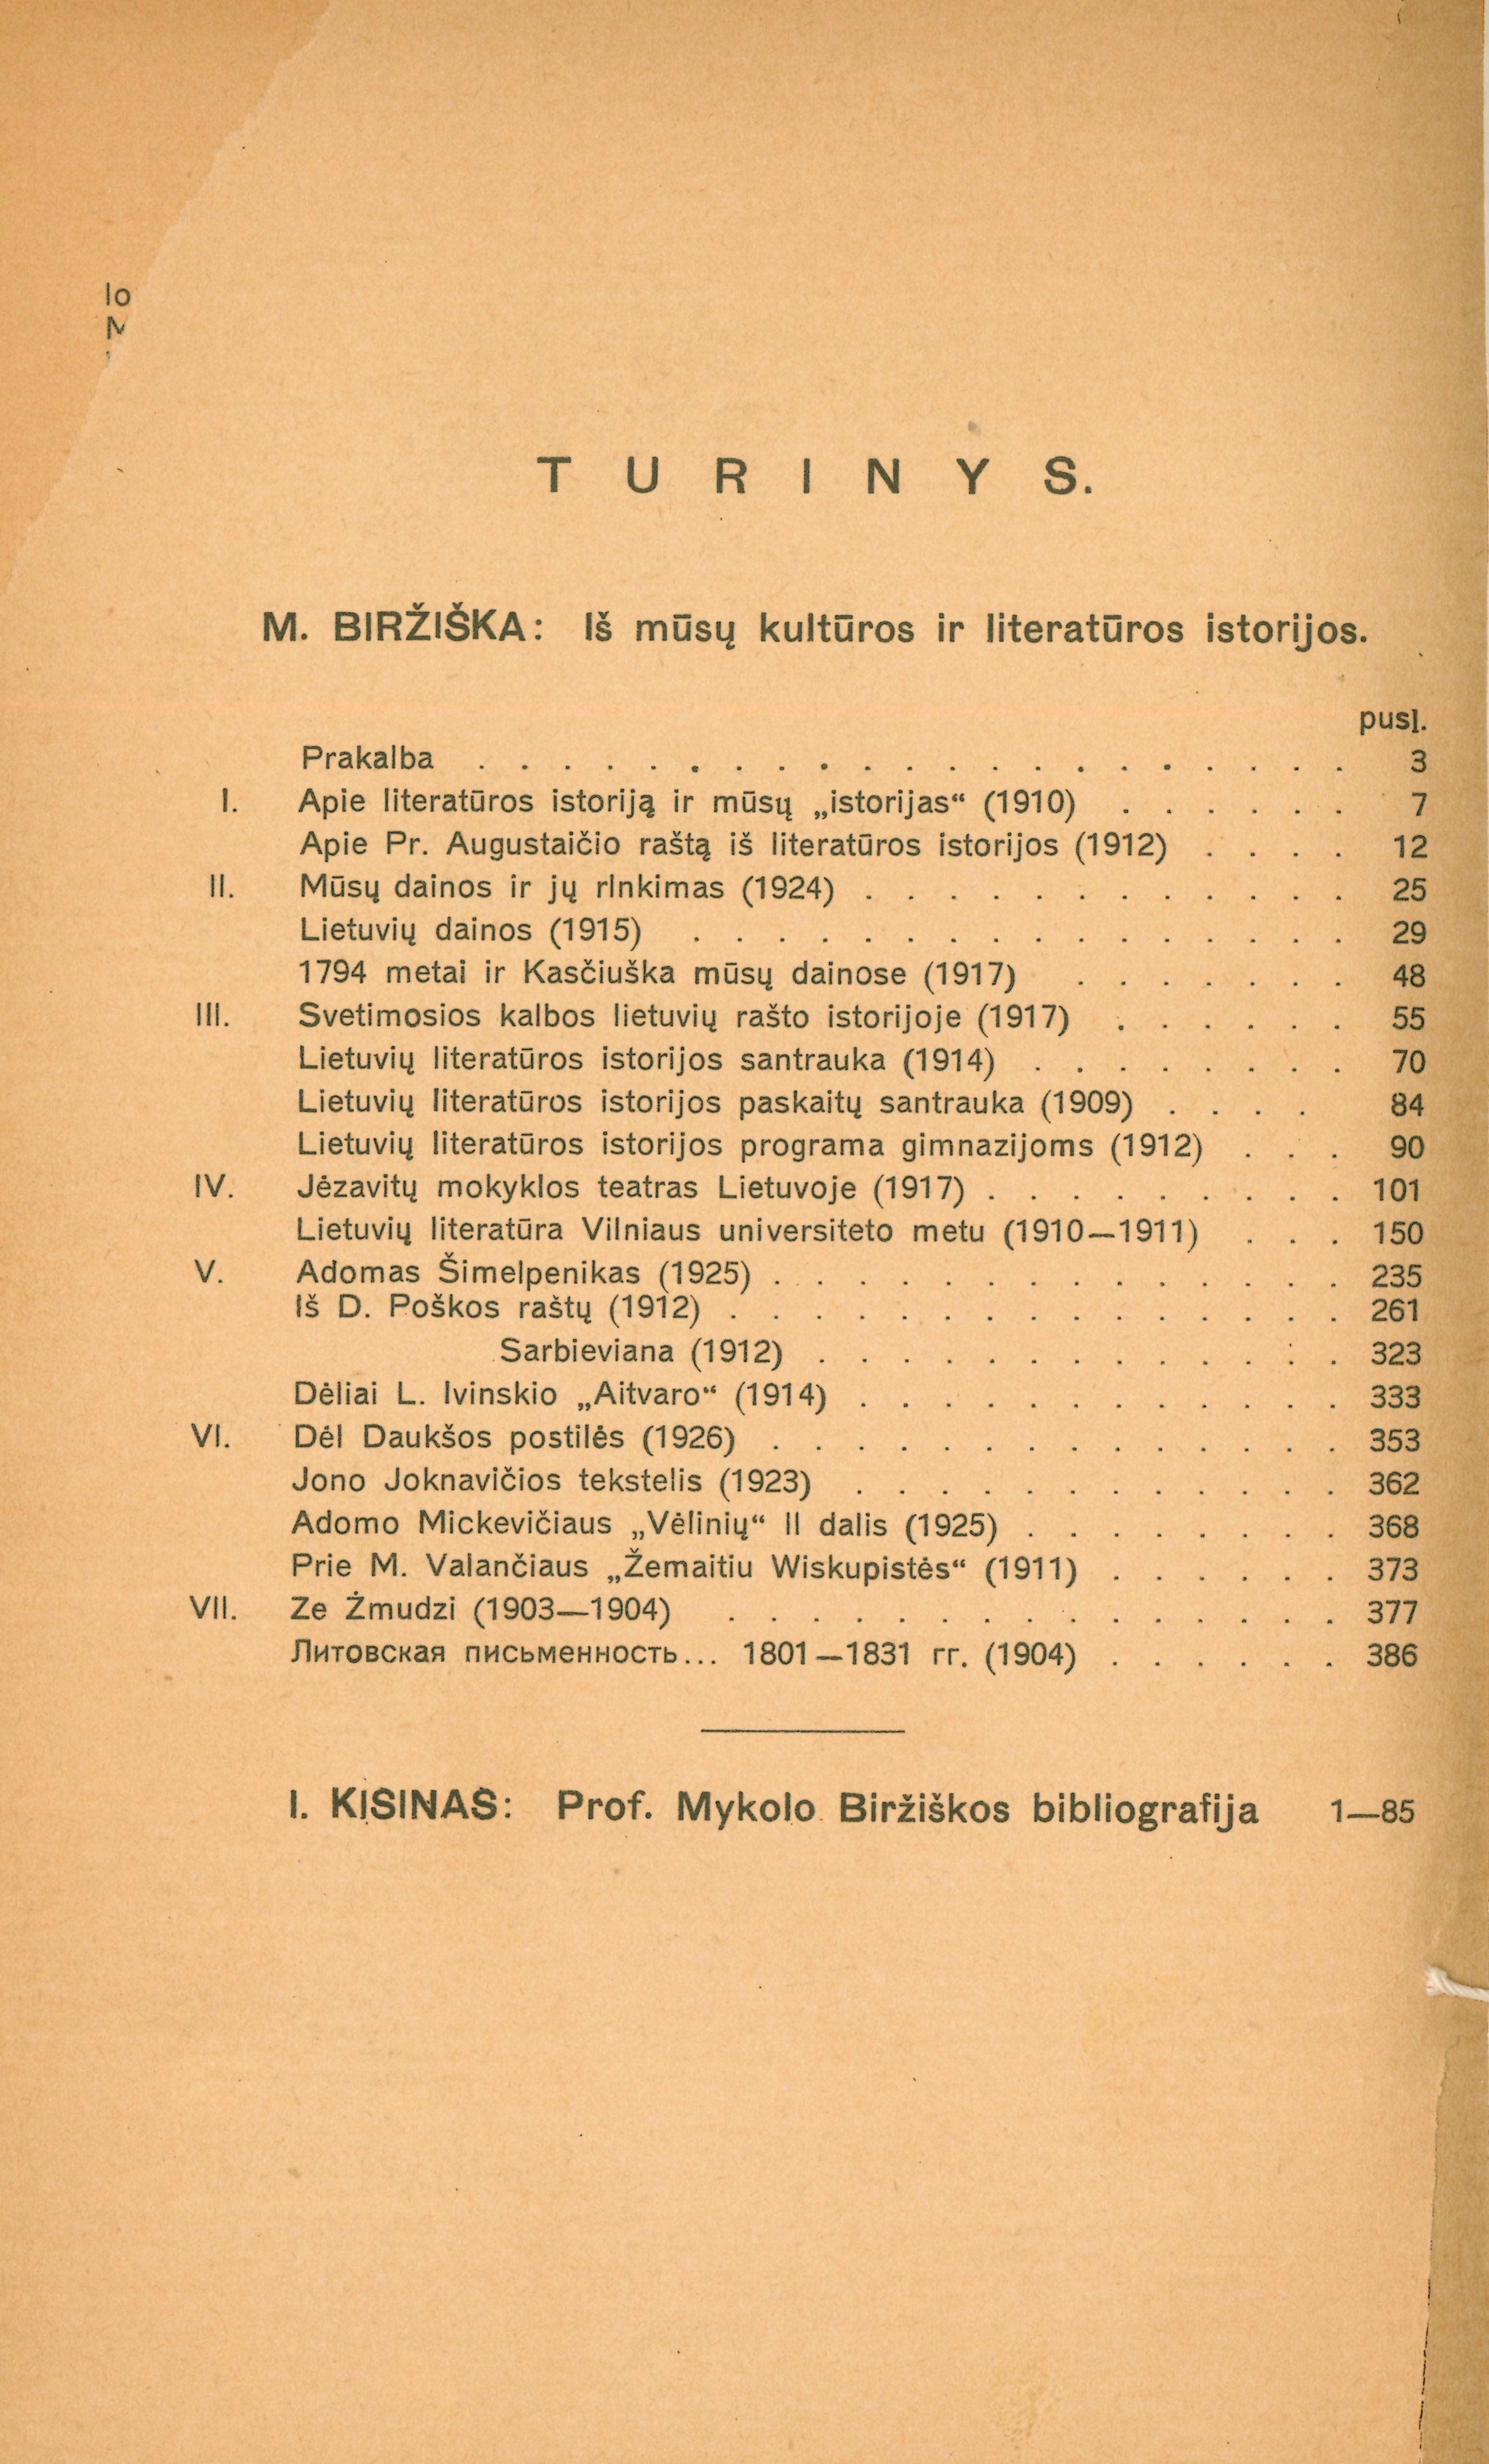 lo
TURINYS.
M. BIRŽIŠKA: Iš mūsų kultūros ir literatūros istorijos.
pusl.
Prakalba . . . . . . . . . . . . . . . . . . . . . 3
I. Apie literatūros istoriją ir mūsų „istorijas“ (1910) . . . . . . 7
Apie Pr. Augustaičio raštą iš literatūros istorijos (1912) . . . . 12
II. Mūsų dainos ir jų rinkimas (1924) . . . . . . . . . . . . 25
Lietuvių dainos (1915) . . . . . . . . . . . . . . . . 29
1794 metai ir Kasčiuška mūsų dainose (1917) . . . . . . . 48
III. Svetimosios kalbos lietuvių rašto istorijoje (1917) . . . . . . 55
Lietuvių literatūros istorijos santrauka (1914) . . . . . . . . 70
Lietuvių literatūros istorijos paskaitų santrauka (1909) . . . . 84
Lietuvių literatūros istorijos programa gimnazijoms (1912) . . . 90
IV. Jėzavitų mokyklos teatras Lietuvoje (1917) . . . . . . . . . 101
Lietuvių literatūra Vilniaus universiteto metu (1910—1911) . . . 150
V. Adomas Šimelpenikas (1925) . . . . . . . . . . . . . . 235
Iš D. Poškos raštų (1912) . . . . . . . . . . . . . . . 261
Sarbieviana (1912) . . . . . . . . . . . . . 323
Dėliai L. Ivinskio „Aitvaro“ (1914) . . . . . . . . . . . . 333
VI. Dėl Daukšos postilės (1926) . . . . . . . . . . . . . . 353
Jono Joknavičios tekstelis (1923) . . . . . . . . . . . . 362
Adomo Mickevičiaus „Vėlinių“ II dalis (1925) . . . . . . . . 368
Prie M. Valančiaus „Žemaitiu Wiskupistės“ (1911) . . . . . . 373
VII. Ze Żmudzi (1903—1904) . . . . . . . . . . . . . . . 377
Литовская письменность... 1801—1831 гг. (1904) . . . . . . 386
I. KISINAS: Prof. Mykolo Biržiškos bibliografija 1—85